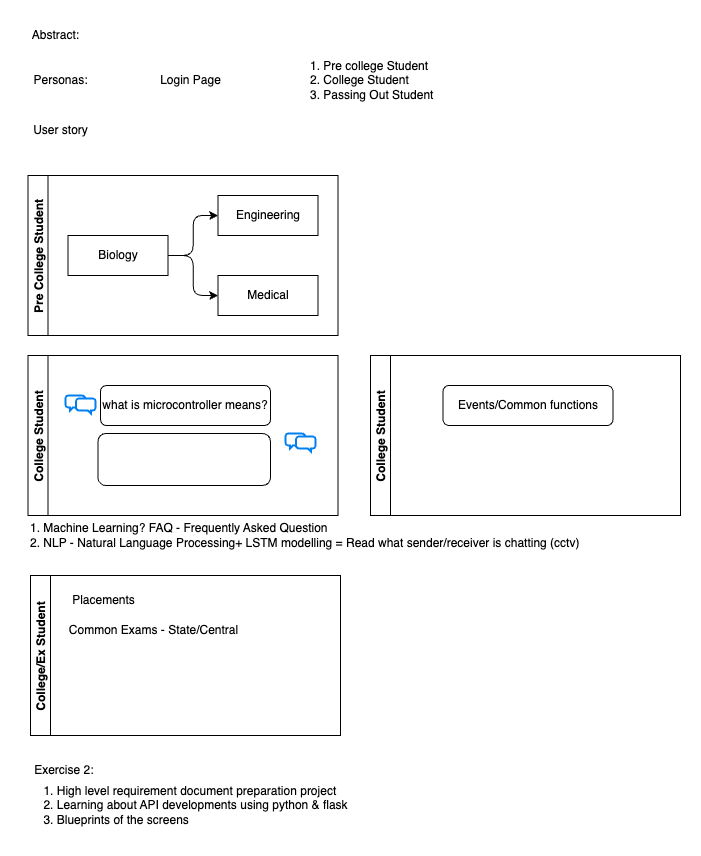 Abstract:
Personas:
Login Page
1. Pre college Student
2. College Student
3. Passing Out Student
User story
Pre College Student
Biology
Engineering
Medical
College Student
what is microcontroller means?
College Student
Events/Common functions
1. Machine Learning? FAQ - Frequently Asked Question
2. NLP - Natural Language Processing+ LSTM modelling = Read what sender/receiver is chatting (cctv)
College/Ex Student
Placements
Common Exams - State/Central
Exercise 2:
1. High level requirement document preparation project
2. Learning about API developments using python & flask
3. Blueprints of the screens